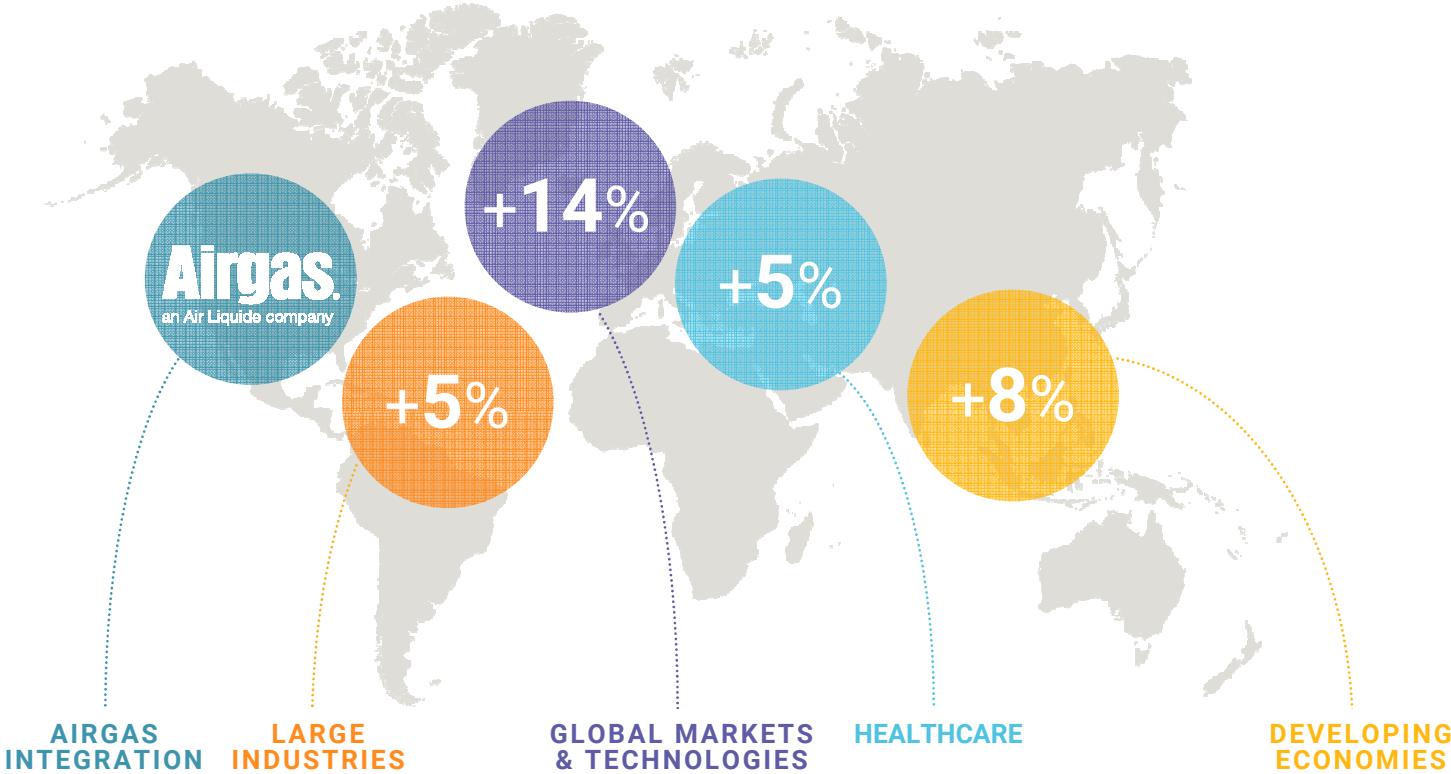 Airgas.
an Air Liquide company
+5%
+14%
+5%
+8%
AIRGAS
INTEGRATION
LARGE
INDUSTRIES
GLOBAL MARKETS
& TECHNOLOGIES
HEALTHCARE
DEVELOPING
ECONOMIES